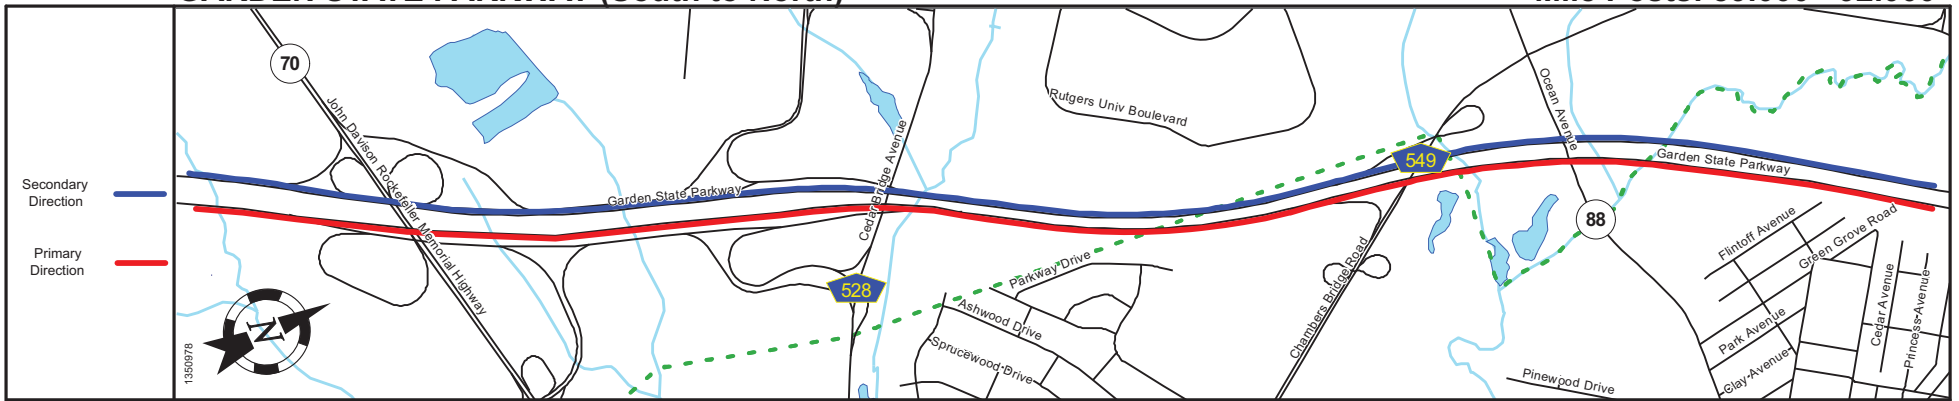 70
John Davison Rockefeller Memorial Highway
Secondary
Direction
Primary
Direction
Garden State Parkway
Cedar Bridge Avenue
528
Rutgers Univ Boulevard
Parkway Drive
Ashwood Drive
Sprucewood Drive
Chambers Bridge Road
549
Ocean Avenue
88
Garden State Parkway
Flintoff Avenue
Green Grove Road
Park Avenue
Clay Avenue
Cedar Avenue
Princess Avenue
Pinewood Drive
N
1350978